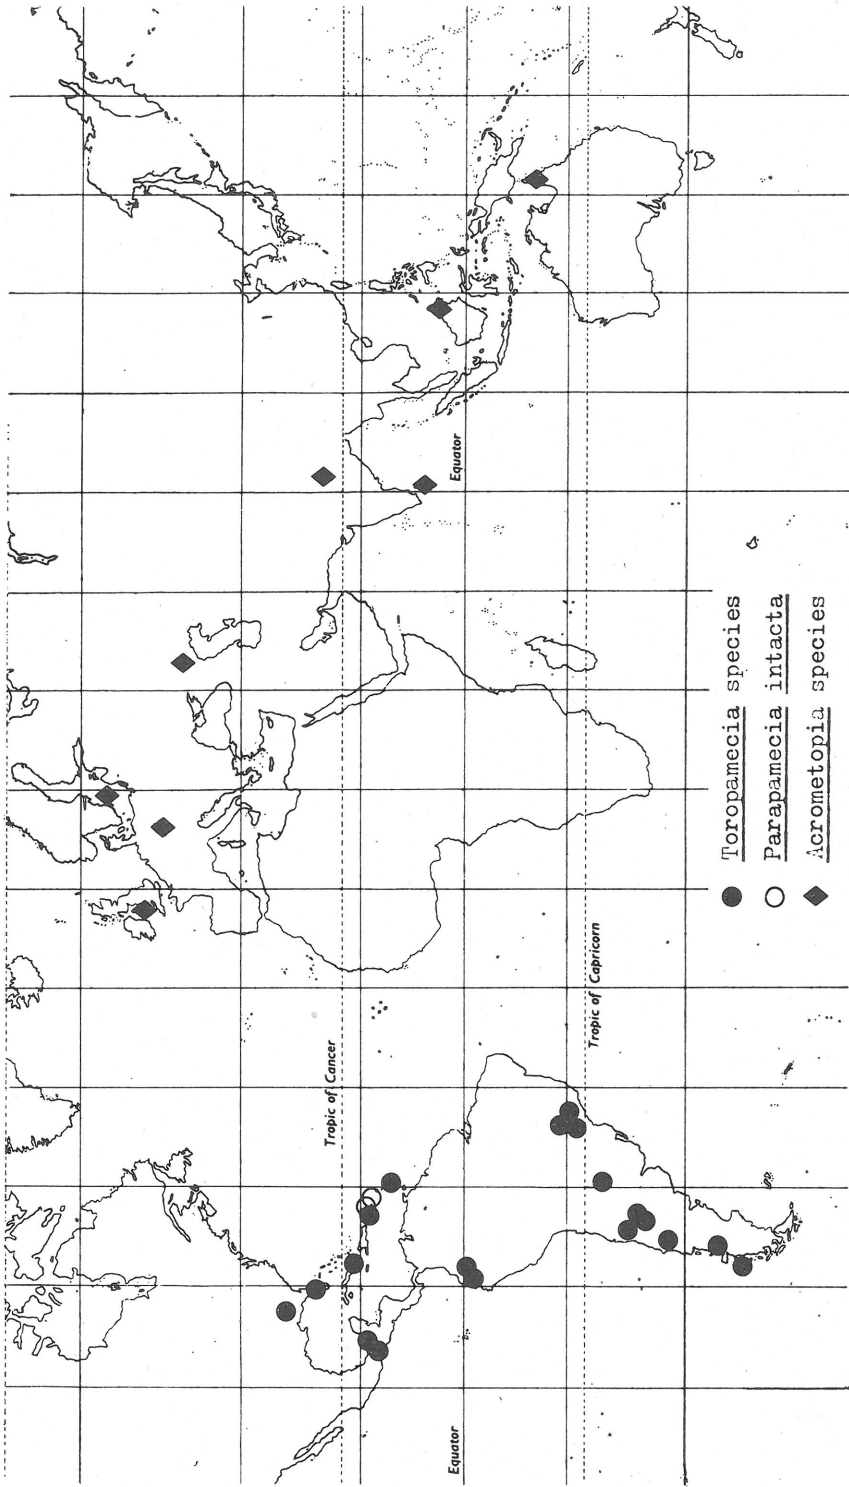 Equator
Equator
Tropic of Cancer
Tropic of Capricorn
Toropamecia species
Parapamecia intacta
Acrometopia species